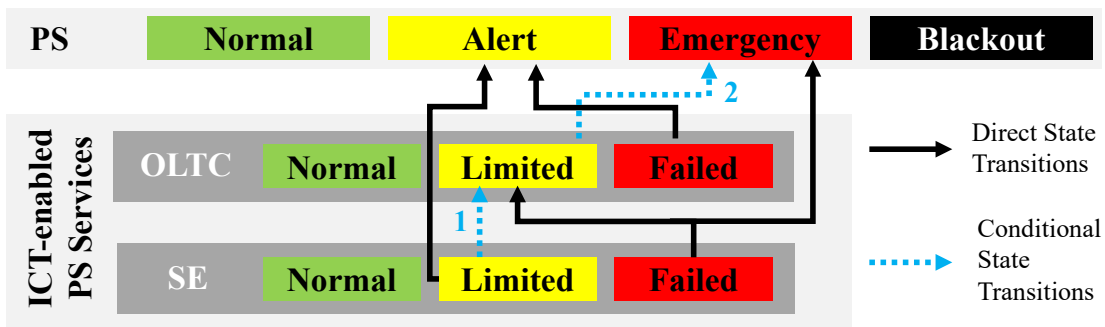 PS Normal Alert Emergency Blackout
2
ICT-enabled
PS Services
OLTC Normal Limited Failed
1
SE Normal Limited Failed
Direct State
Transitions
Conditional
State
Transitions